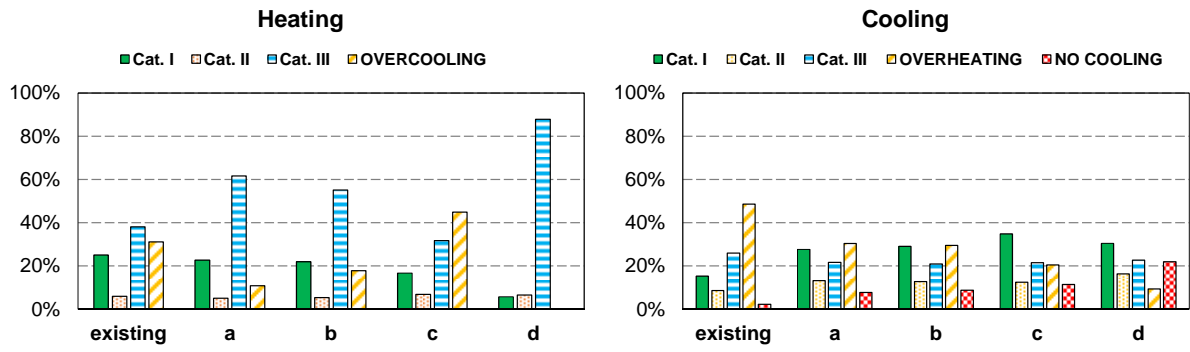 Heating
Cat. I Cat. II Cat. III OVERCOOLING
100%
80%
60%
40%
20%
0%
existing a b c d
Cooling
Cat. I Cat. II Cat. III OVERHEATING NO COOLING
100%
80%
60%
40%
20%
0%
existing a b c d